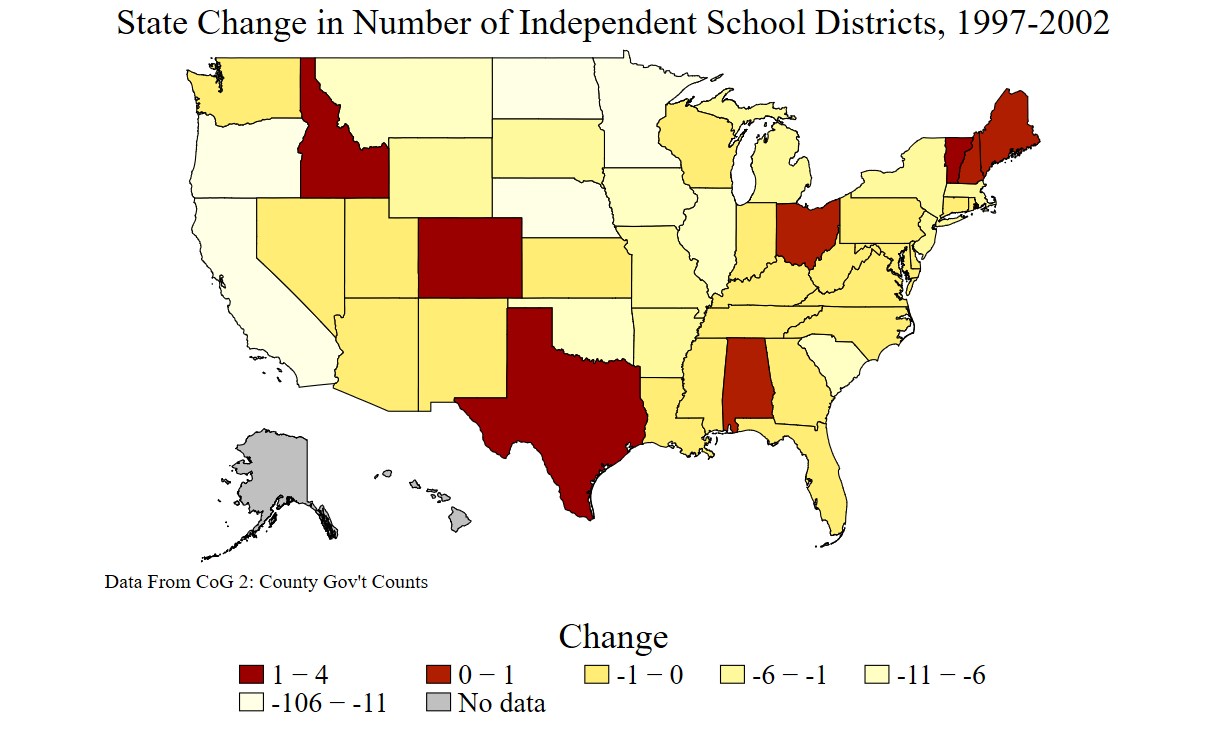 State Change in Number of Independent School Districts, 1997-2002
Data From CoG 2: County Gov't Counts
Change
1 − 4 0 − 1 -1 − 0 -6 − -1 -11 − -6
-106 − -11 No data